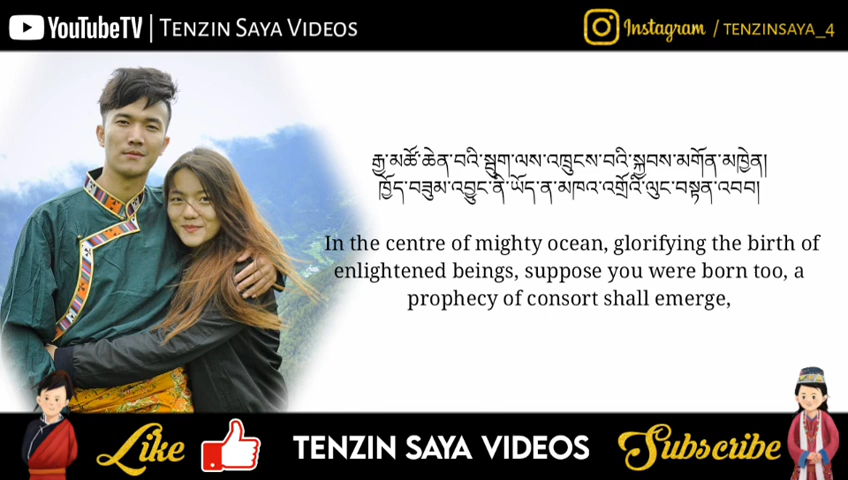 YouTubeTV | TENZIN SAYA VIDEOS
Instagram / TENZINSAYA_4
རྒྱ་མཚོ་ཆེན་བའི་སྦུག་ལས་འཁྲུངས་བའི་སྐྱབས་མགོན་མཁྱེན།
ཁྱོད་བཟུམ་འབྱུང་ནི་ཡོད་ན་མཁའ་འགྲོའི་ལུང་བསྟན་འབབ།
In the centre of mighty ocean, glorifying the birth of
enlightened beings, suppose you were born too, a
prophecy of consort shall emerge,
Like
TENZIN SAYA VIDEOS
Subscribe